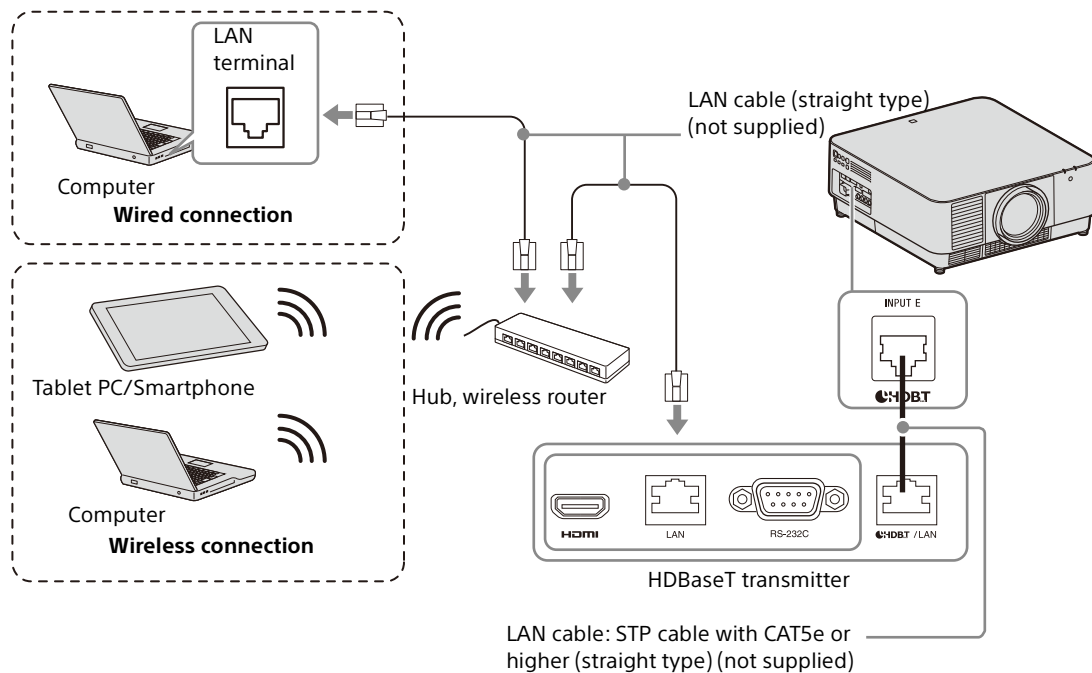 LAN
terminal
Computer
Wired connection
LAN cable (straight type)
(not supplied)
INPUT E
HDBT
Tablet PC/Smartphone
Hub, wireless router
Computer
Wireless connection
HDMI
LAN
RS-232C
HDBT / LAN
HDBaseT transmitter
LAN cable: STP cable with CAT5e or
higher (straight type) (not supplied)